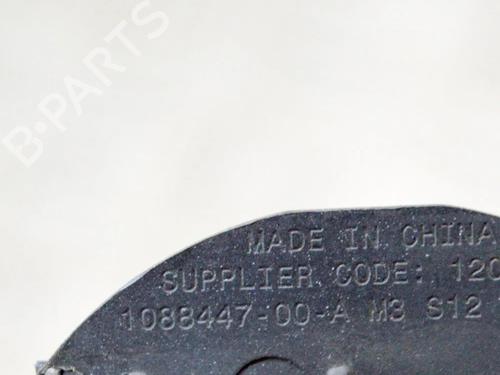 B-PARTS
MADE IN CHINA
SUPPLIER CODE: 120
1088447-00-A M3 S12